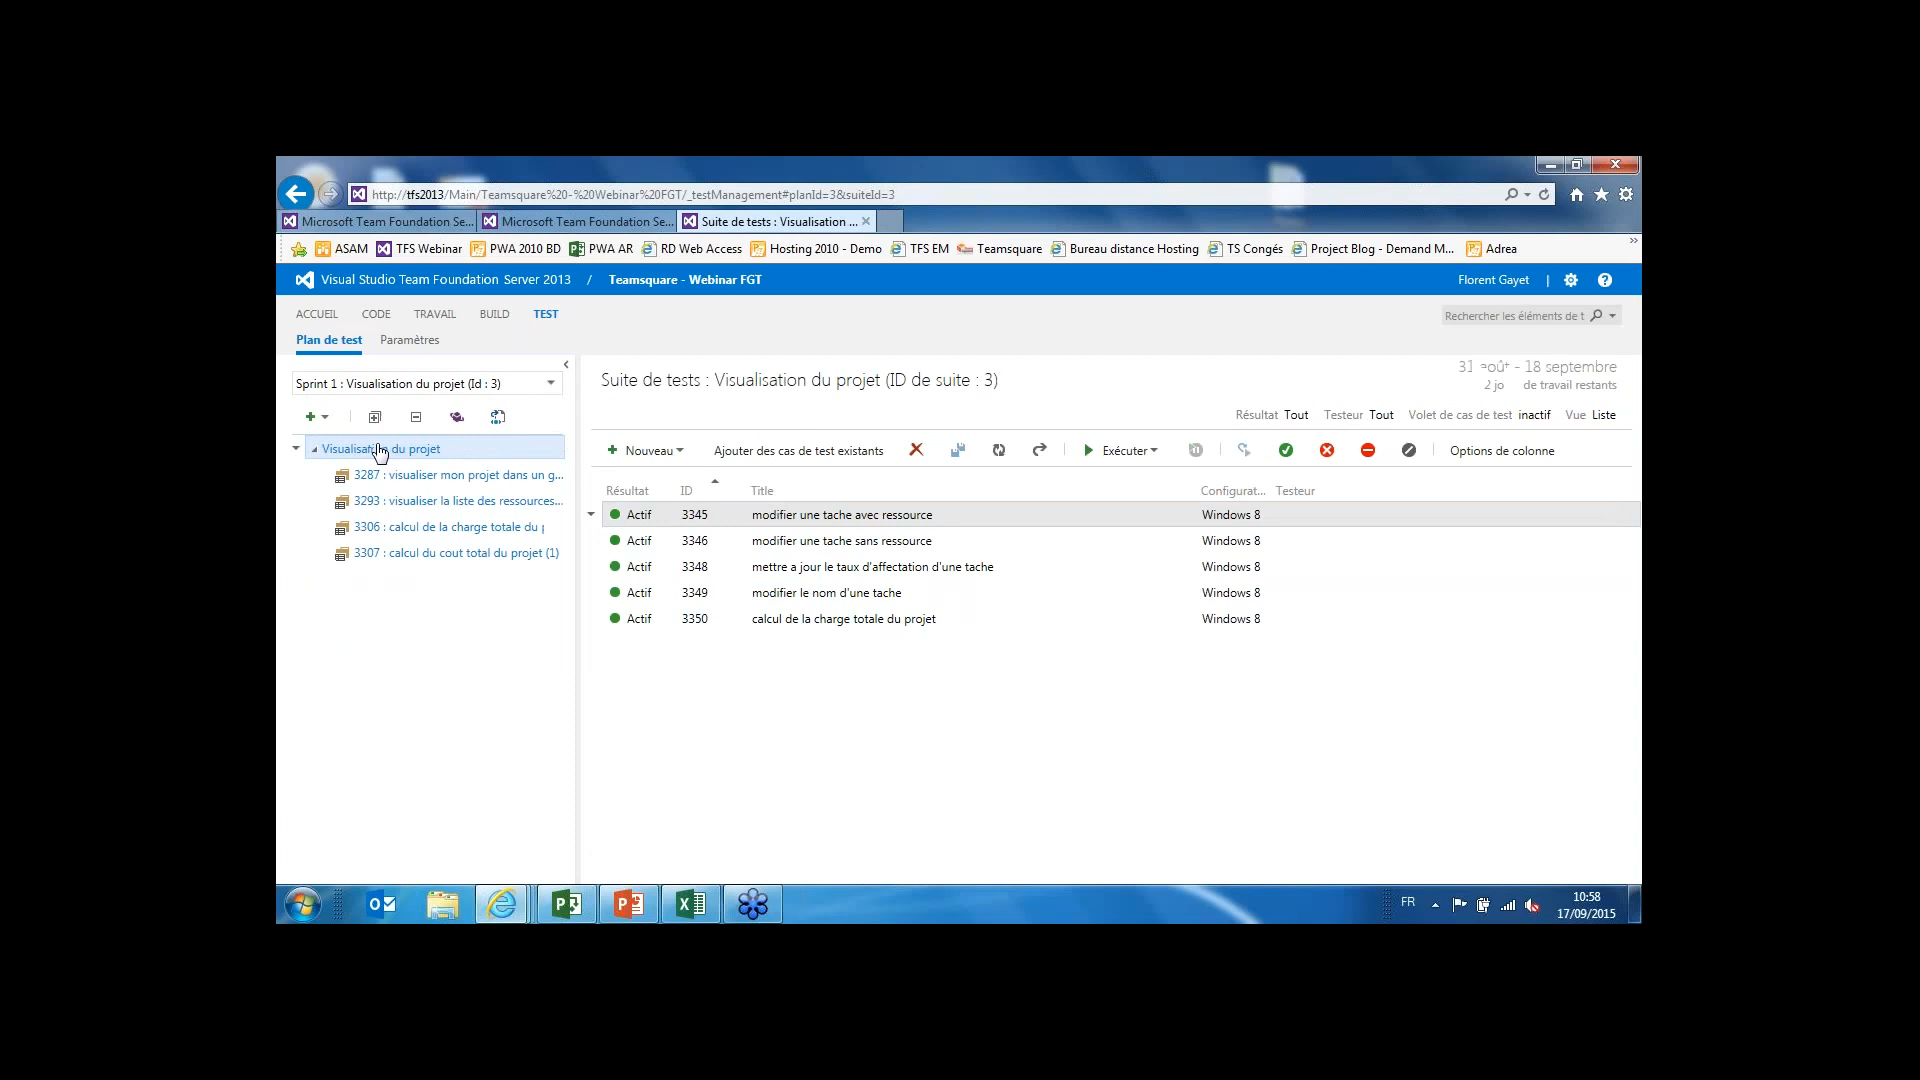 http://tfs2013/Main/Teamsquare%20-%20Webinar%20FGT/_testManagement#planId=3&suiteId=3
Microsoft Team Foundation Se... Microsoft Team Foundation Se... Suite de tests : Visualisation ...
ASAM TFS Webinar PWA 2010 BD PWA AR RD Web Access Hosting 2010 - Demo TFS EM Teamsquare Bureau distance Hosting TS Congés Project Blog - Demand M... Adrea
Visual Studio Team Foundation Server 2013 / Teamsquare - Webinar FGT Florent Gayet |
ACCUEIL CODE TRAVAIL BUILD TEST
Rechercher les éléments de t
Plan de test Paramètres
Sprint 1 : Visualisation du projet (Id : 3)
Visualisation du projet
3287 : visualiser mon projet dans un g...
3293 : visualiser la liste des ressources...
3306 : calcul de la charge totale du
3307 : calcul du cout total du projet (1)
Suite de tests : Visualisation du projet (ID de suite : 3)
31 août - 18 septembre
2 jo de travail restants
Résultat Tout Testeur Tout Volet de cas de test inactif Vue Liste
Nouveau Ajouter des cas de test existants Exécuter Options de colonne
Résultat ID Title Configurat... Testeur
Actif 3345 modifier une tache avec ressource Windows 8
Actif 3346 modifier une tache sans ressource Windows 8
Actif 3348 mettre a jour le taux d'affectation d'une tache Windows 8
Actif 3349 modifier le nom d'une tache Windows 8
Actif 3350 calcul de la charge totale du projet Windows 8
FR
10:58
17/09/2015